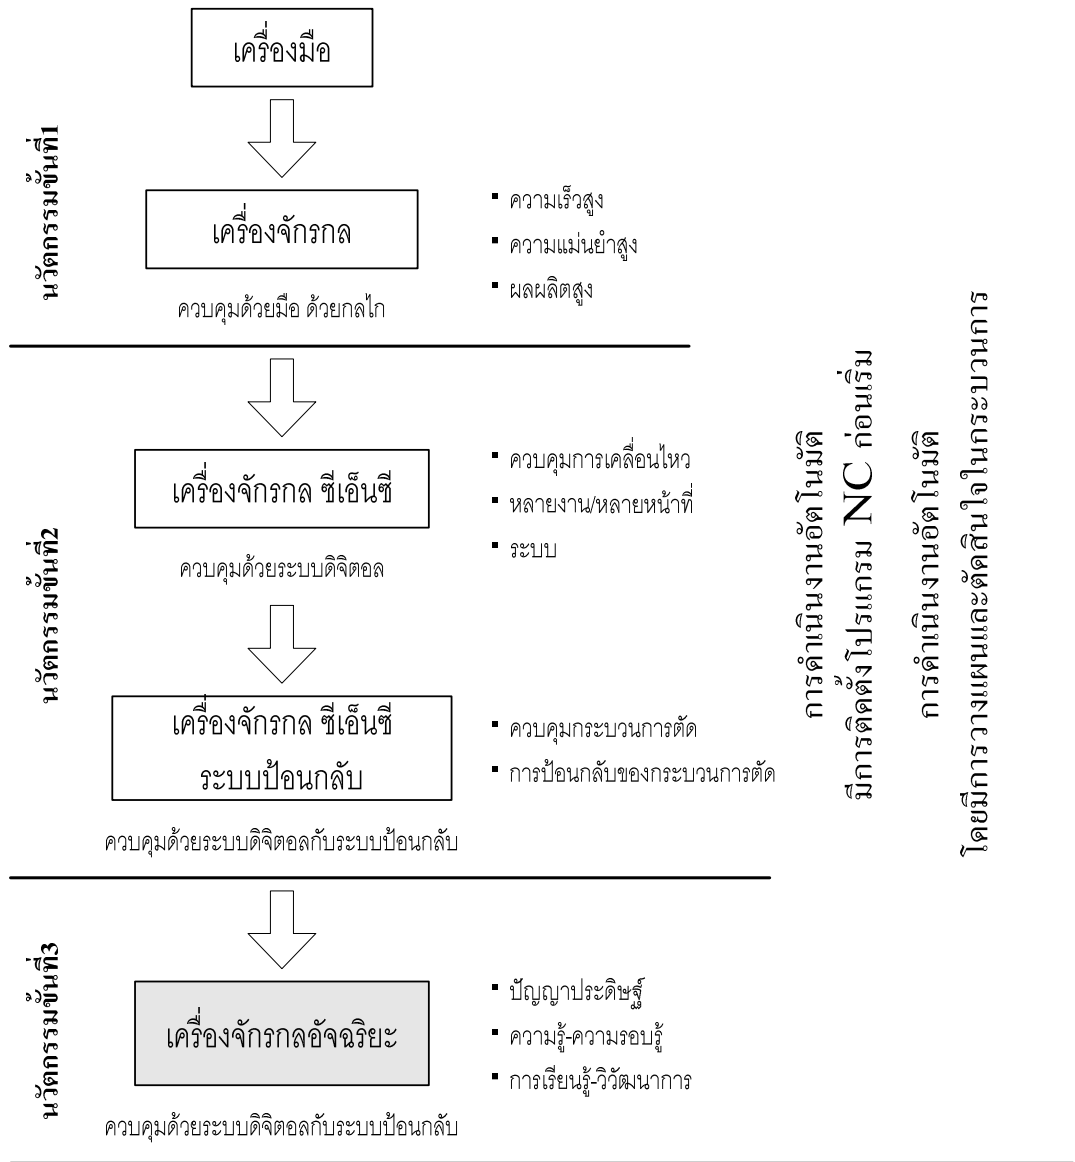 เครื่องมือ
นวัตกรรมขั้นที่1
เครื่องจักรกล
ควบคุมด้วยมือ ด้วยกลไก
▪ ความเร็วสูง
▪ ความแม่นยำสูง
▪ ผลผลิตสูง
นวัตกรรมขั้นที่2
เครื่องจักรกล ซีเอ็นซี
ควบคุมด้วยระบบดิจิตอล
▪ ควบคุมการเคลื่อนไหว
▪ หลายงาน/หลายหน้าที่
▪ ระบบ
เครื่องจักรกล ซีเอ็นซี
ระบบป้อนกลับ
ควบคุมด้วยระบบดิจิตอลกับระบบป้อนกลับ
▪ ควบคุมกระบวนการตัด
▪ การป้อนกลับของกระบวนการตัด
นวัตกรรมขั้นที่3
เครื่องจักรกลอัจฉริยะ
ควบคุมด้วยระบบดิจิตอลกับระบบป้อนกลับ
▪ ปัญญาประดิษฐ์
▪ ความรู้-ความรอบรู้
▪ การเรียนรู้-วิวัฒนาการ
การดำเนินงานอัตโนมัติ
มีการติดตั้งโปรแกรม NC ก่อนเริ่ม
การดำเนินงานอัตโนมัติ
โดยมีการวางแผนและตัดสินใจในกระบวนการ